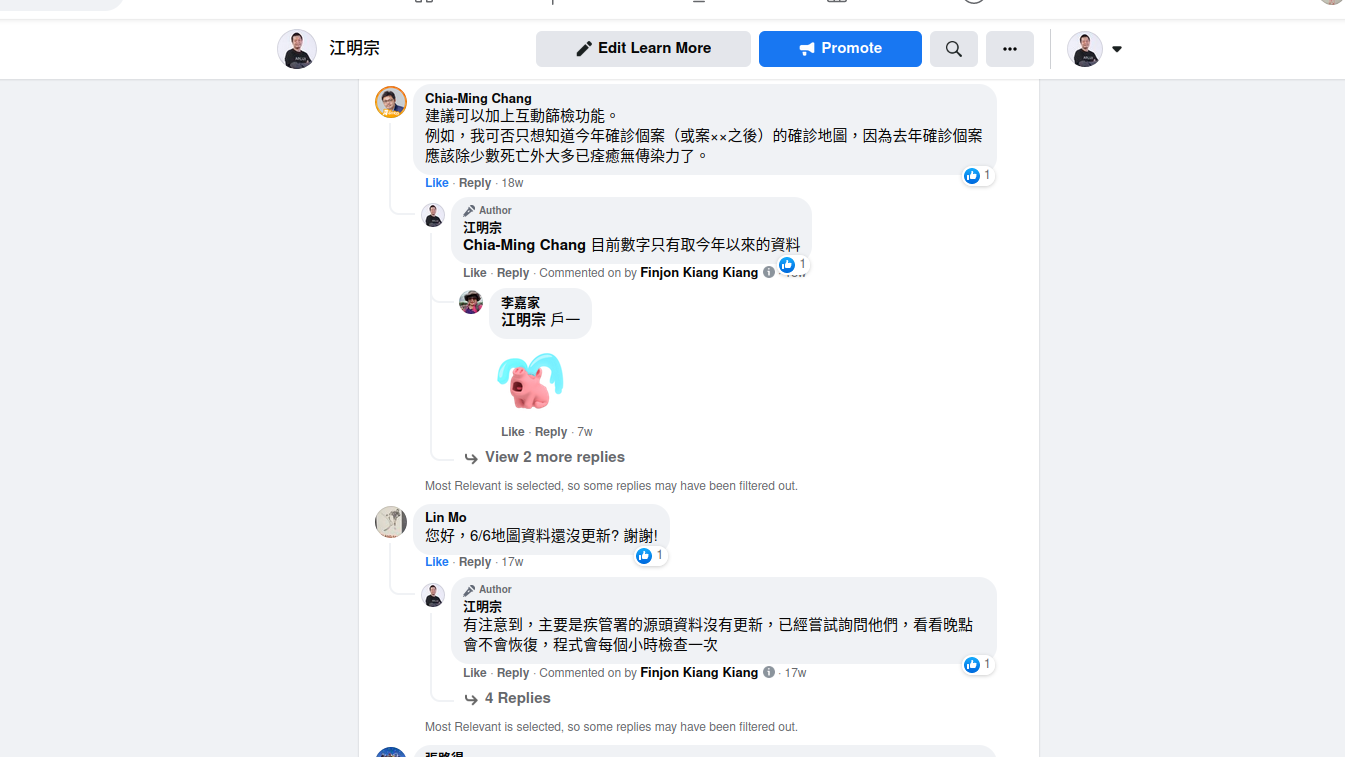 江明宗
Edit Learn More
Promote
Chia-Ming Chang
建議可以加上互動篩檢功能。
例如，我可否只想知道今年確診個案（或案××之後）的確診地圖，因為去年確診個案
應該除少數死亡外大多已痊癒無傳染力了。
1
Like · Reply · 18w
Author
江明宗
Chia-Ming Chang 目前數字只有取今年以來的資料
1
Like · Reply · Commented on by Finjon Kiang Kiang ·
李嘉家
江明宗 戶一
Like · Reply · 7w
View 2 more replies
Most Relevant is selected, so some replies may have been filtered out.
Lin Mo
您好，6/6地圖資料還沒更新? 謝謝!
1
Like · Reply · 17w
Author
江明宗
有注意到，主要是疾管署的源頭資料沒有更新，已經嘗試詢問他們，看看晚點
會不會恢復，程式會每個小時檢查一次
1
Like · Reply · Commented on by Finjon Kiang Kiang · 17w
4 Replies
Most Relevant is selected, so some replies may have been filtered out.